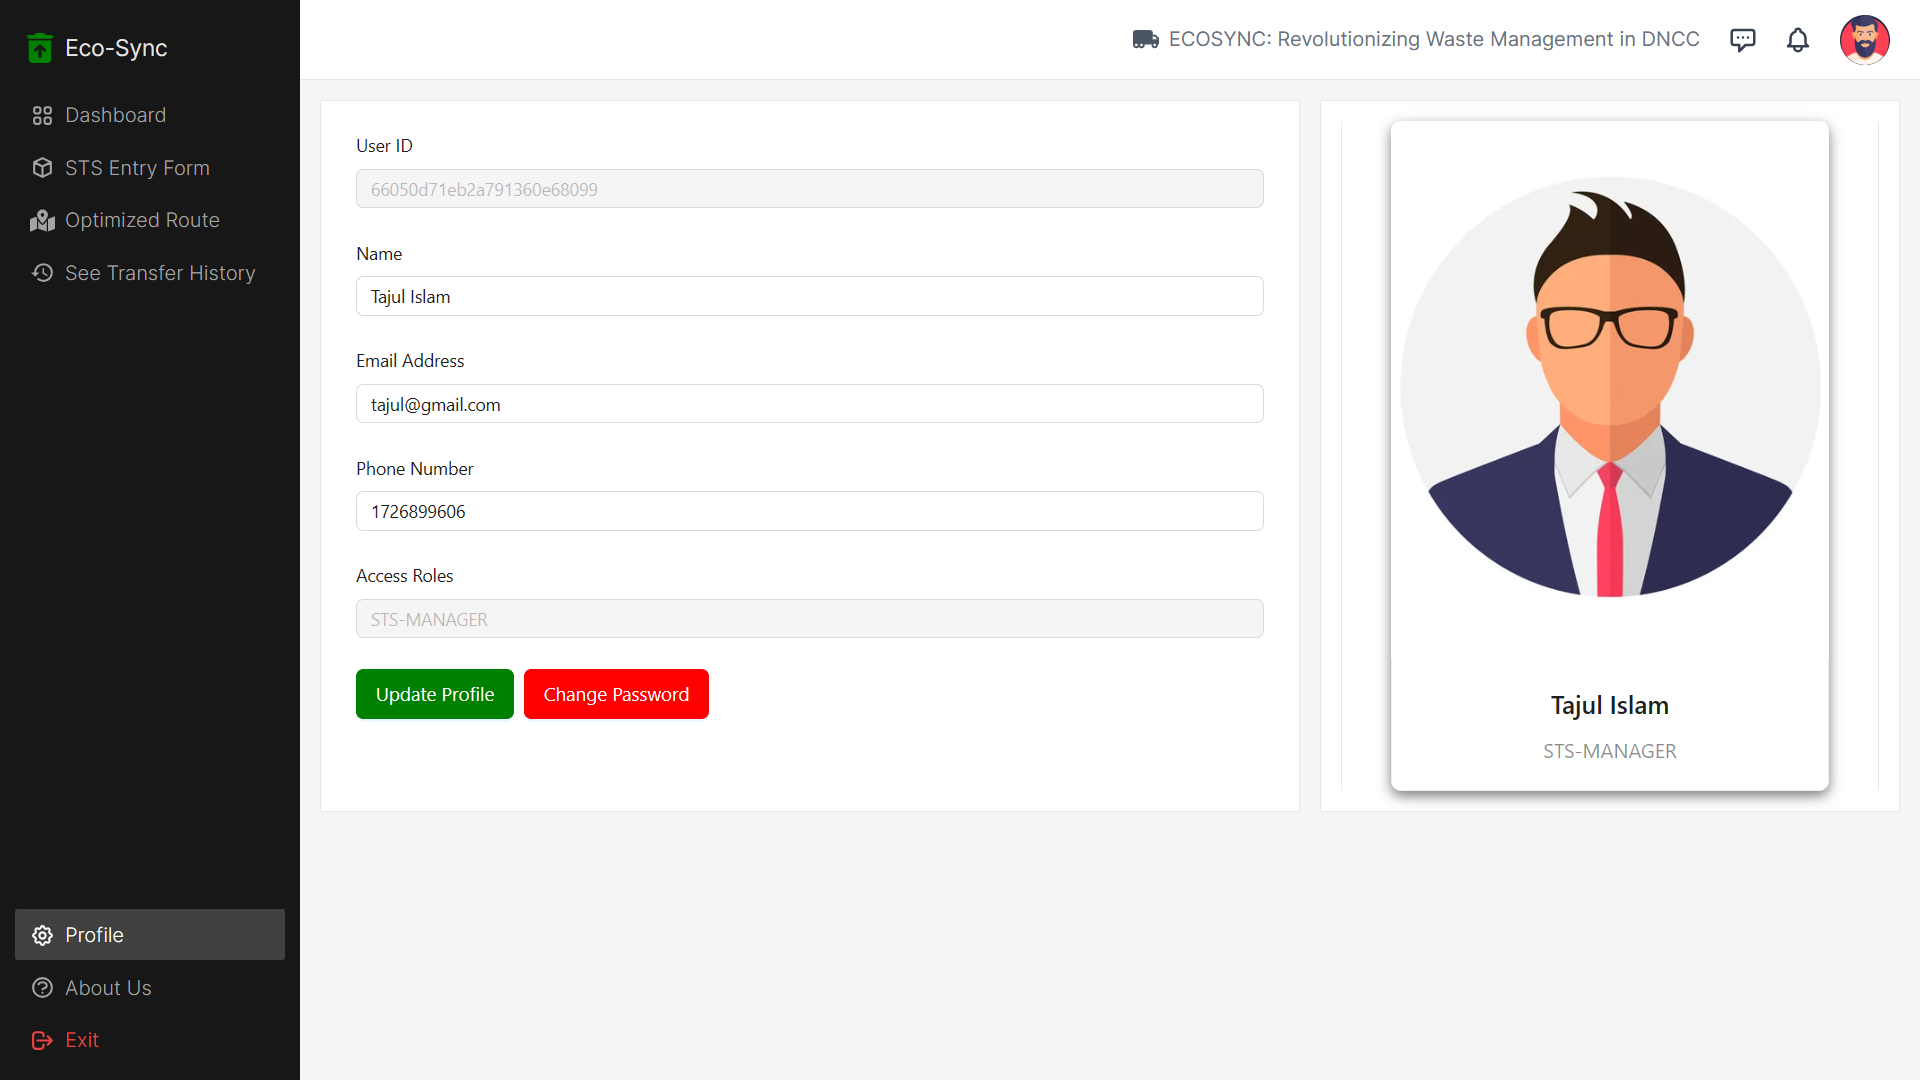 Eco-Sync
Dashboard
STS Entry Form
Optimized Route
See Transfer History
Profile
About Us
Exit
ECOSYNC: Revolutionizing Waste Management in DNCC
User ID
66050d71eb2a791360e68099
Name
Tajul Islam
Email Address
tajul@gmail.com
Phone Number
1726899606
Access Roles
STS-MANAGER
Update Profile
Change Password
Tajul Islam
STS-MANAGER